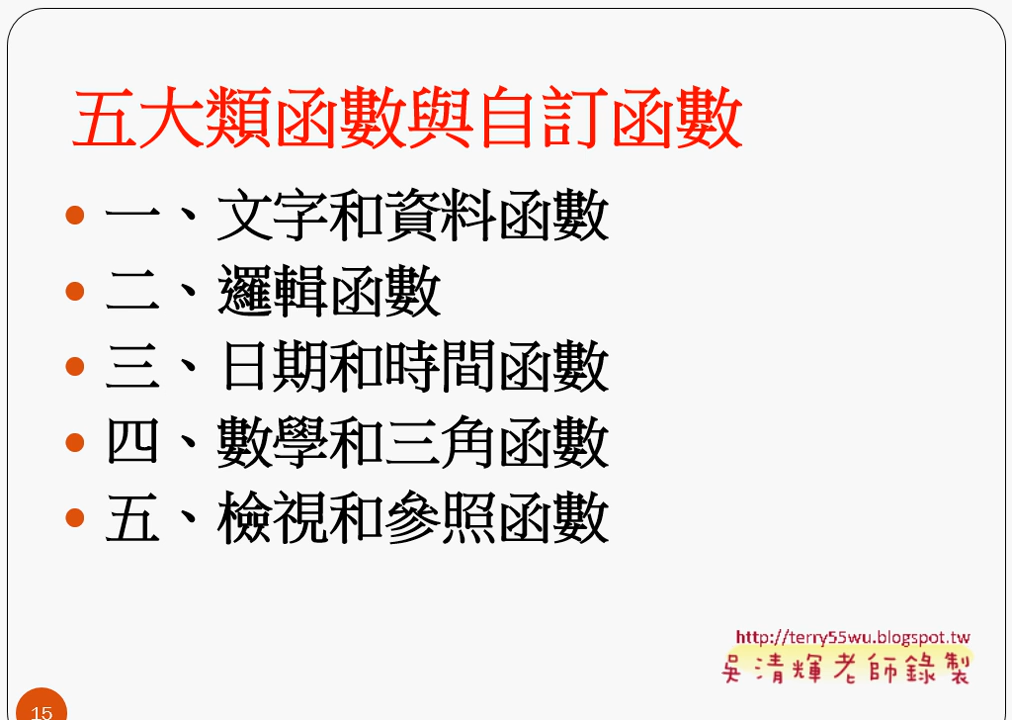 五大類函數與自訂函數
一、文字和資料函數
二、邏輯函數
三、日期和時間函數
四、數學和三角函數
五、檢視和參照函數
http://terry55wu.blogspot.tw
吳清輝老師錄製
15